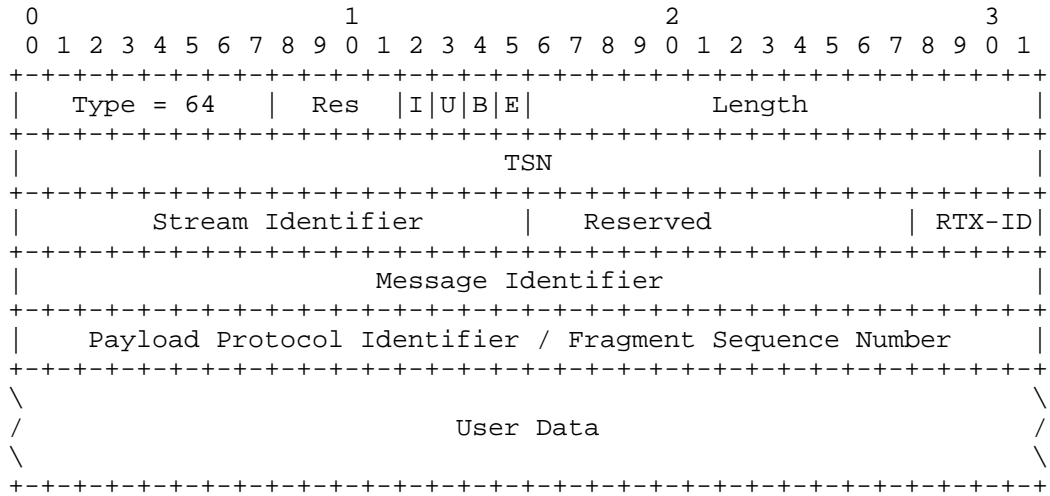 0                   1                   2                   3
 0 1 2 3 4 5 6 7 8 9 0 1 2 3 4 5 6 7 8 9 0 1 2 3 4 5 6 7 8 9 0 1
+-+-+-+-+-+-+-+-+-+-+-+-+-+-+-+-+-+-+-+-+-+-+-+-+-+-+-+-+-+-+-+-+
|   Type = 64   |  Res  |I|U|B|E|           Length              |
+-+-+-+-+-+-+-+-+-+-+-+-+-+-+-+-+-+-+-+-+-+-+-+-+-+-+-+-+-+-+-+-+
|                              TSN                              |
+-+-+-+-+-+-+-+-+-+-+-+-+-+-+-+-+-+-+-+-+-+-+-+-+-+-+-+-+-+-+-+-+
|        Stream Identifier      |   Reserved            | RTX-ID|
+-+-+-+-+-+-+-+-+-+-+-+-+-+-+-+-+-+-+-+-+-+-+-+-+-+-+-+-+-+-+-+-+
|                      Message Identifier                       |
+-+-+-+-+-+-+-+-+-+-+-+-+-+-+-+-+-+-+-+-+-+-+-+-+-+-+-+-+-+-+-+-+
|    Payload Protocol Identifier / Fragment Sequence Number     |
+-+-+-+-+-+-+-+-+-+-+-+-+-+-+-+-+-+-+-+-+-+-+-+-+-+-+-+-+-+-+-+-+
\                                                               \
/                           User Data                           /
\                                                               \
+-+-+-+-+-+-+-+-+-+-+-+-+-+-+-+-+-+-+-+-+-+-+-+-+-+-+-+-+-+-+-+-+